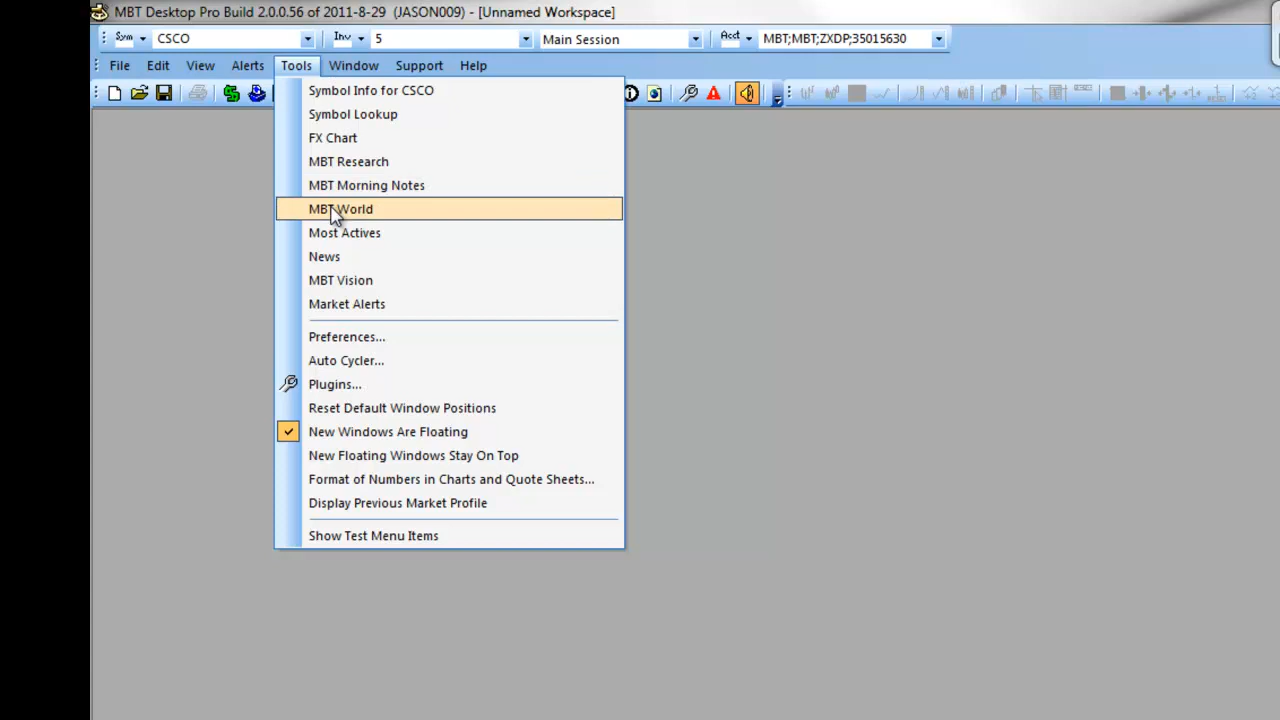 MBT Desktop Pro Build 2.0.0.56 of 2011-8-29 (JASON009) - [Unnamed Workspace]
Sym CSCO Inv 5 Main Session Acct MBT;MBT;ZXDP;35015630
File Edit View Alerts Tools Window Support Help
Symbol Info for CSCO
Symbol Lookup
FX Chart
MBT Research
MBT Morning Notes
MBT World
Most Actives
News
MBT Vision
Market Alerts
Preferences...
Auto Cycler...
Plugins...
Reset Default Window Positions
New Windows Are Floating
New Floating Windows Stay On Top
Format of Numbers in Charts and Quote Sheets...
Display Previous Market Profile
Show Test Menu Items